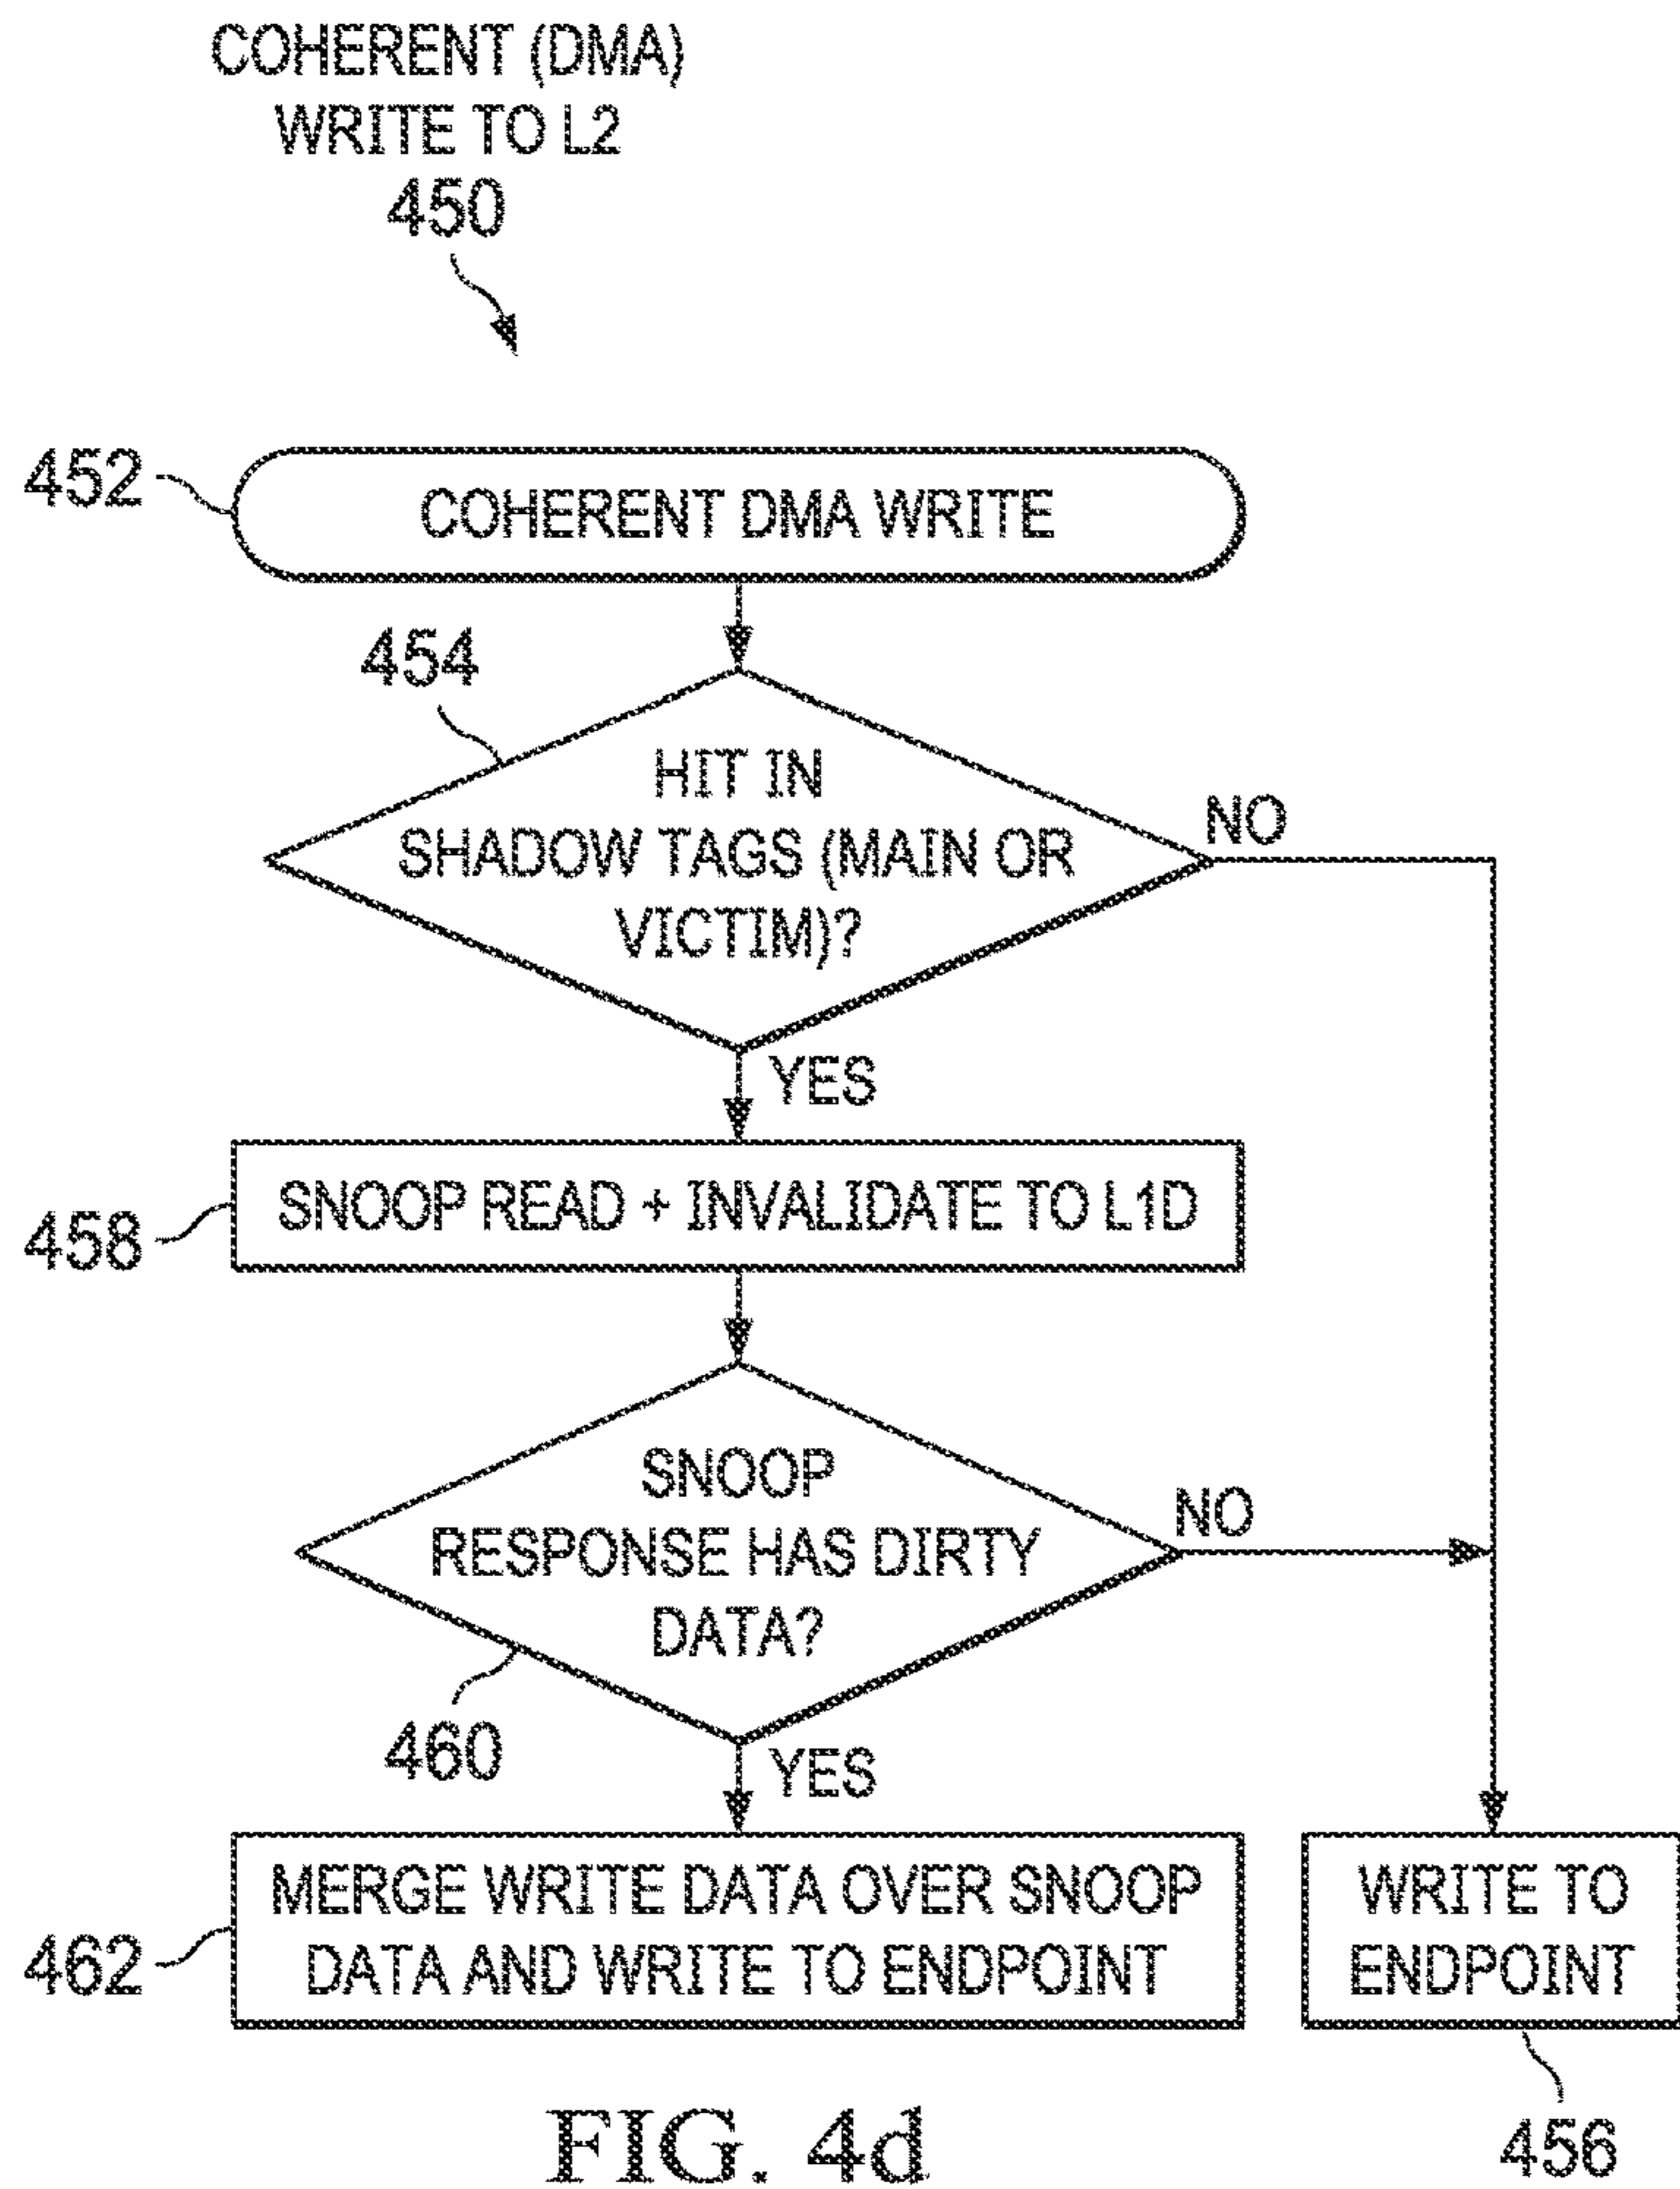 COHERENT (DMA)
WRITE TO L2
450
452
COHERENT DMA WRITE
454
HIT IN
SHADOW TAGS (MAIN OR
VICTIM)?
NO
YES
458
SNOOP READ + INVALIDATE TO L1D
SNOOP
RESPONSE HAS DIRTY
DATA?
NO
460
YES
462
MERGE WRITE DATA OVER SNOOP
DATA AND WRITE TO ENDPOINT
WRITE TO
ENDPOINT
456
FIG. 4d